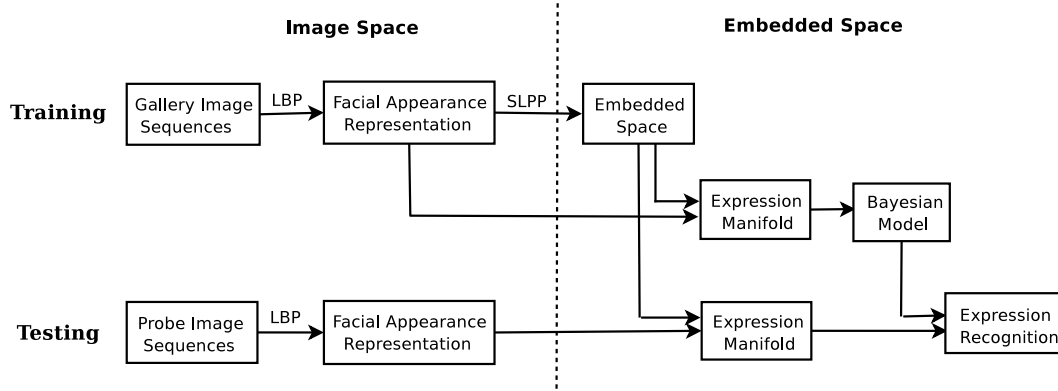 Image Space
Embedded Space
Training
Gallery Image
Sequences
LBP
Facial Appearance
Representation
SLPP
Embedded
Space
Expression
Manifold
Bayesian
Model
Testing
Probe Image
Sequences
LBP
Facial Appearance
Representation
Expression
Manifold
Expression
Recognition